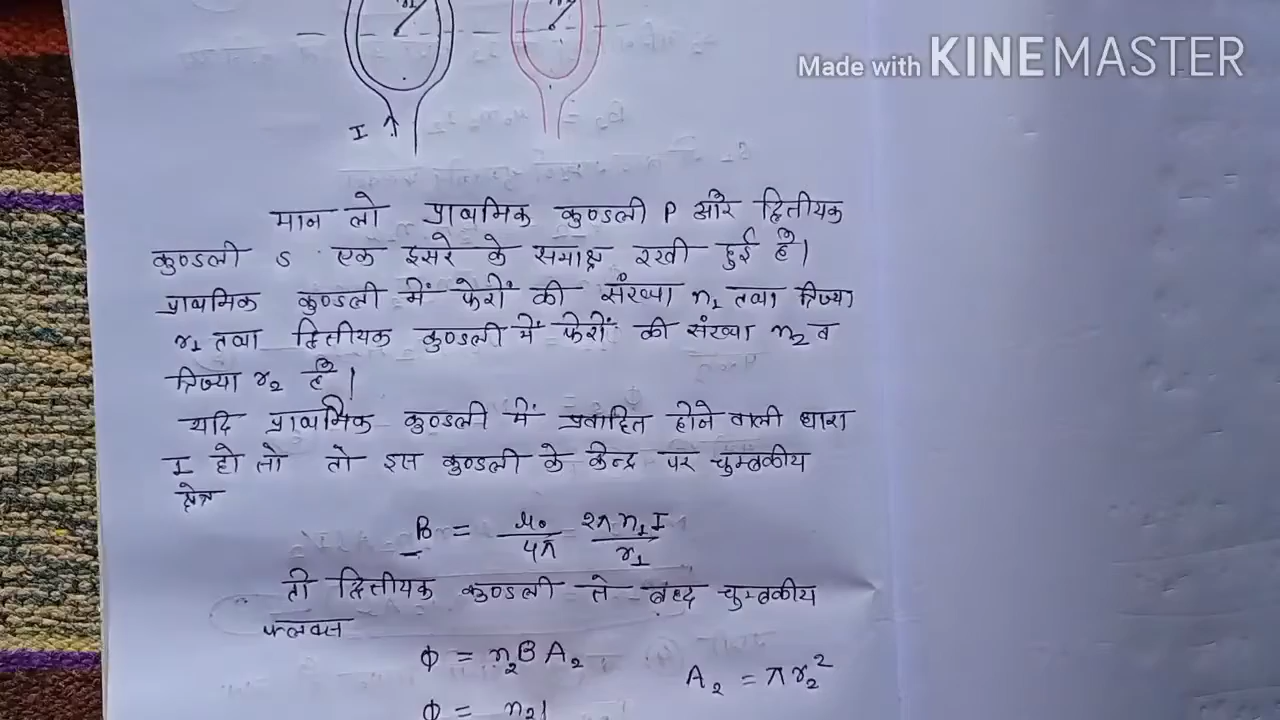 Made with KINEMASTER
I
मान लो प्राथमिक कुण्डली P और द्वितीयक
कुण्डली S एक दूसरे के समाक्ष रखी हुई है।
प्राथमिक कुण्डली में फेरों की संख्या n₁ तथा त्रिज्या
r₁ तथा द्वितीयक कुण्डली में फेरों की संख्या n₂ व
त्रिज्या r₂ है।
यदि प्राथमिक कुण्डली में प्रवाहित होने वाली धारा
I हो तो तो इस कुण्डली के केन्द्र पर चुम्बकीय
क्षेत्र
B = μ₀/4π 2πn₁I/r₁
तो द्वितीयक कुण्डली से बद्ध चुम्बकीय
फ्लक्स
ϕ = n₂BA₂
A₂ = πr₂²
ϕ = n₂